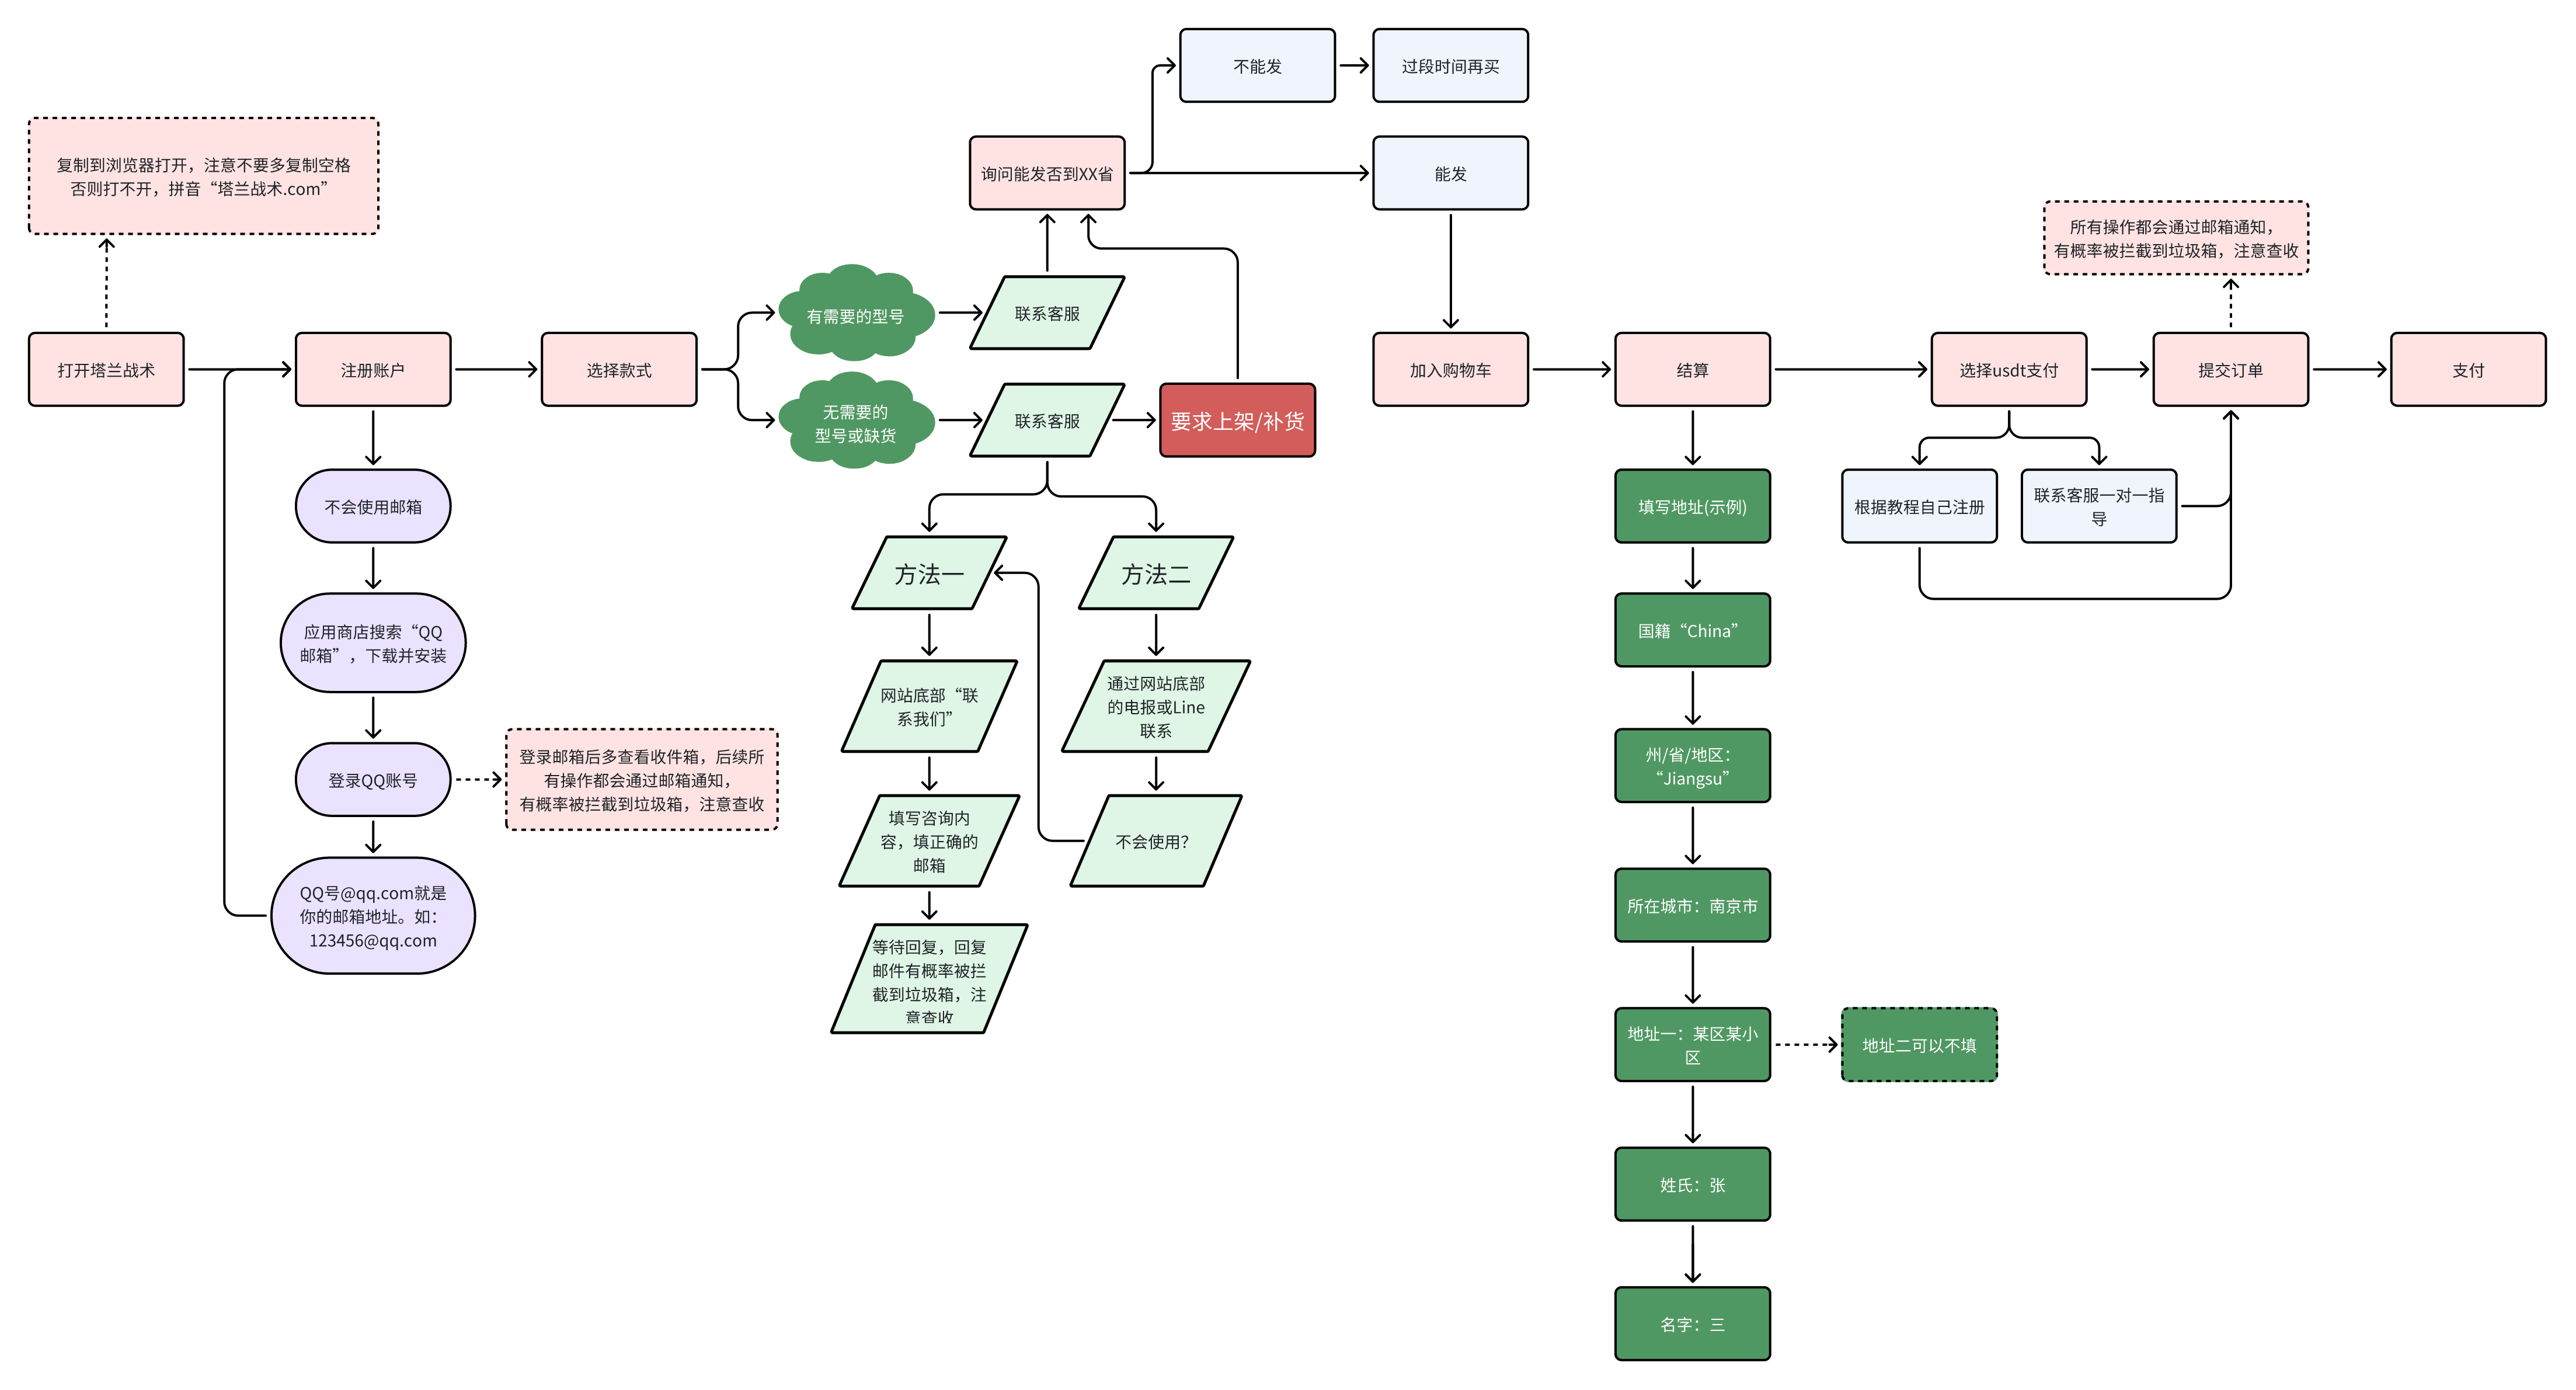 不能发
过段时间再买
复制到浏览器打开，注意不要多复制空格
否则打不开，拼音“塔兰战术.com”
询问能发否到XX省
能发
所有操作都会通过邮箱通知，
有概率被拦截到垃圾箱，注意查收
有需要的型号
联系客服
打开塔兰战术
注册账户
选择款式
加入购物车
结算
选择usdt支付
提交订单
支付
无需要的
型号或缺货
联系客服
要求上架/补货
不会使用邮箱
填写地址(示例)
根据教程自己注册
联系客服一对一指
导
方法一
方法二
应用商店搜索“QQ
邮箱”，下载并安装
国籍“China”
网站底部“联
系我们”
通过网站底部
的电报或Line
联系
登录QQ账号
登录邮箱后多查看收件箱，后续所
有操作都会通过邮箱通知，
有概率被拦截到垃圾箱，注意查收
州/省/地区：
“Jiangsu”
填写咨询内
容，填正确的
邮箱
不会使用？
QQ号@qq.com就是
你的邮箱地址。如：
123456@qq.com
所在城市：南京市
等待回复，回复
邮件有概率被拦
截到垃圾箱，注
意查收
地址一：某区某小
区
地址二可以不填
姓氏：张
名字：三